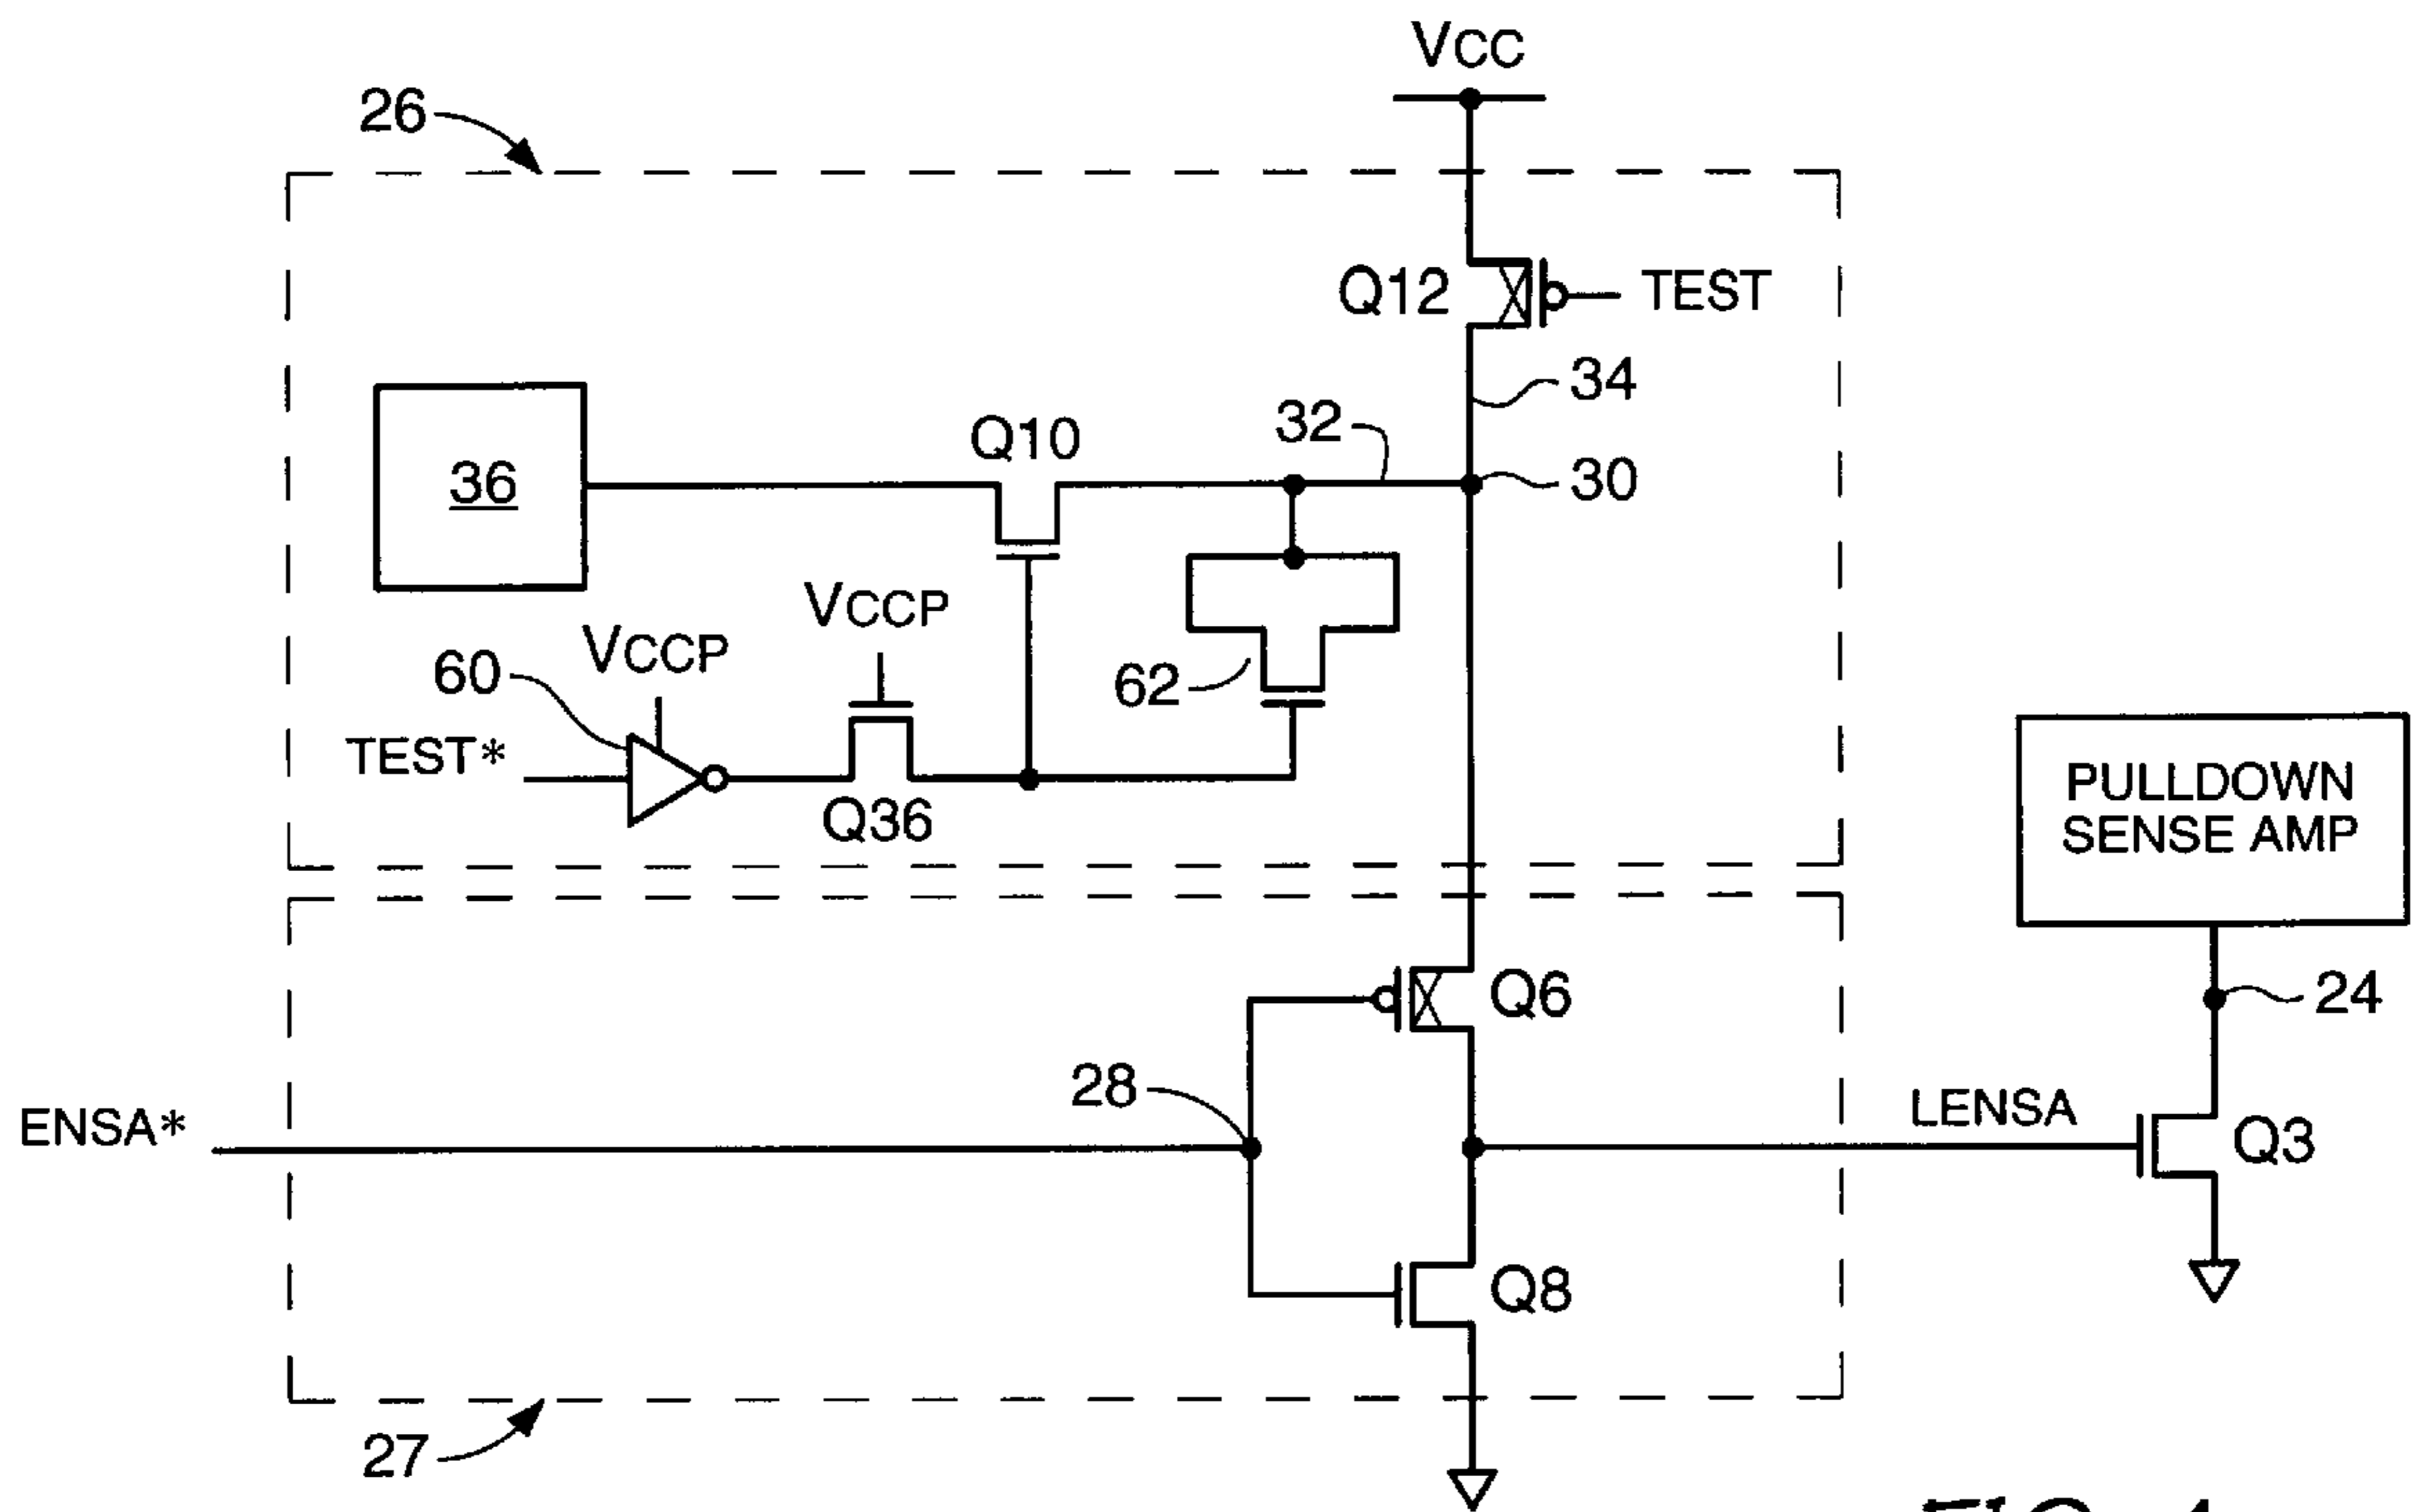 VCC
26
Q12
TEST
34
32
30
Q10
36
VCCP
VCCP
60
62
TEST*
Q36
PULLDOWN
SENSE AMP
Q6
24
28
ENSA*
LENSA
Q3
Q8
27